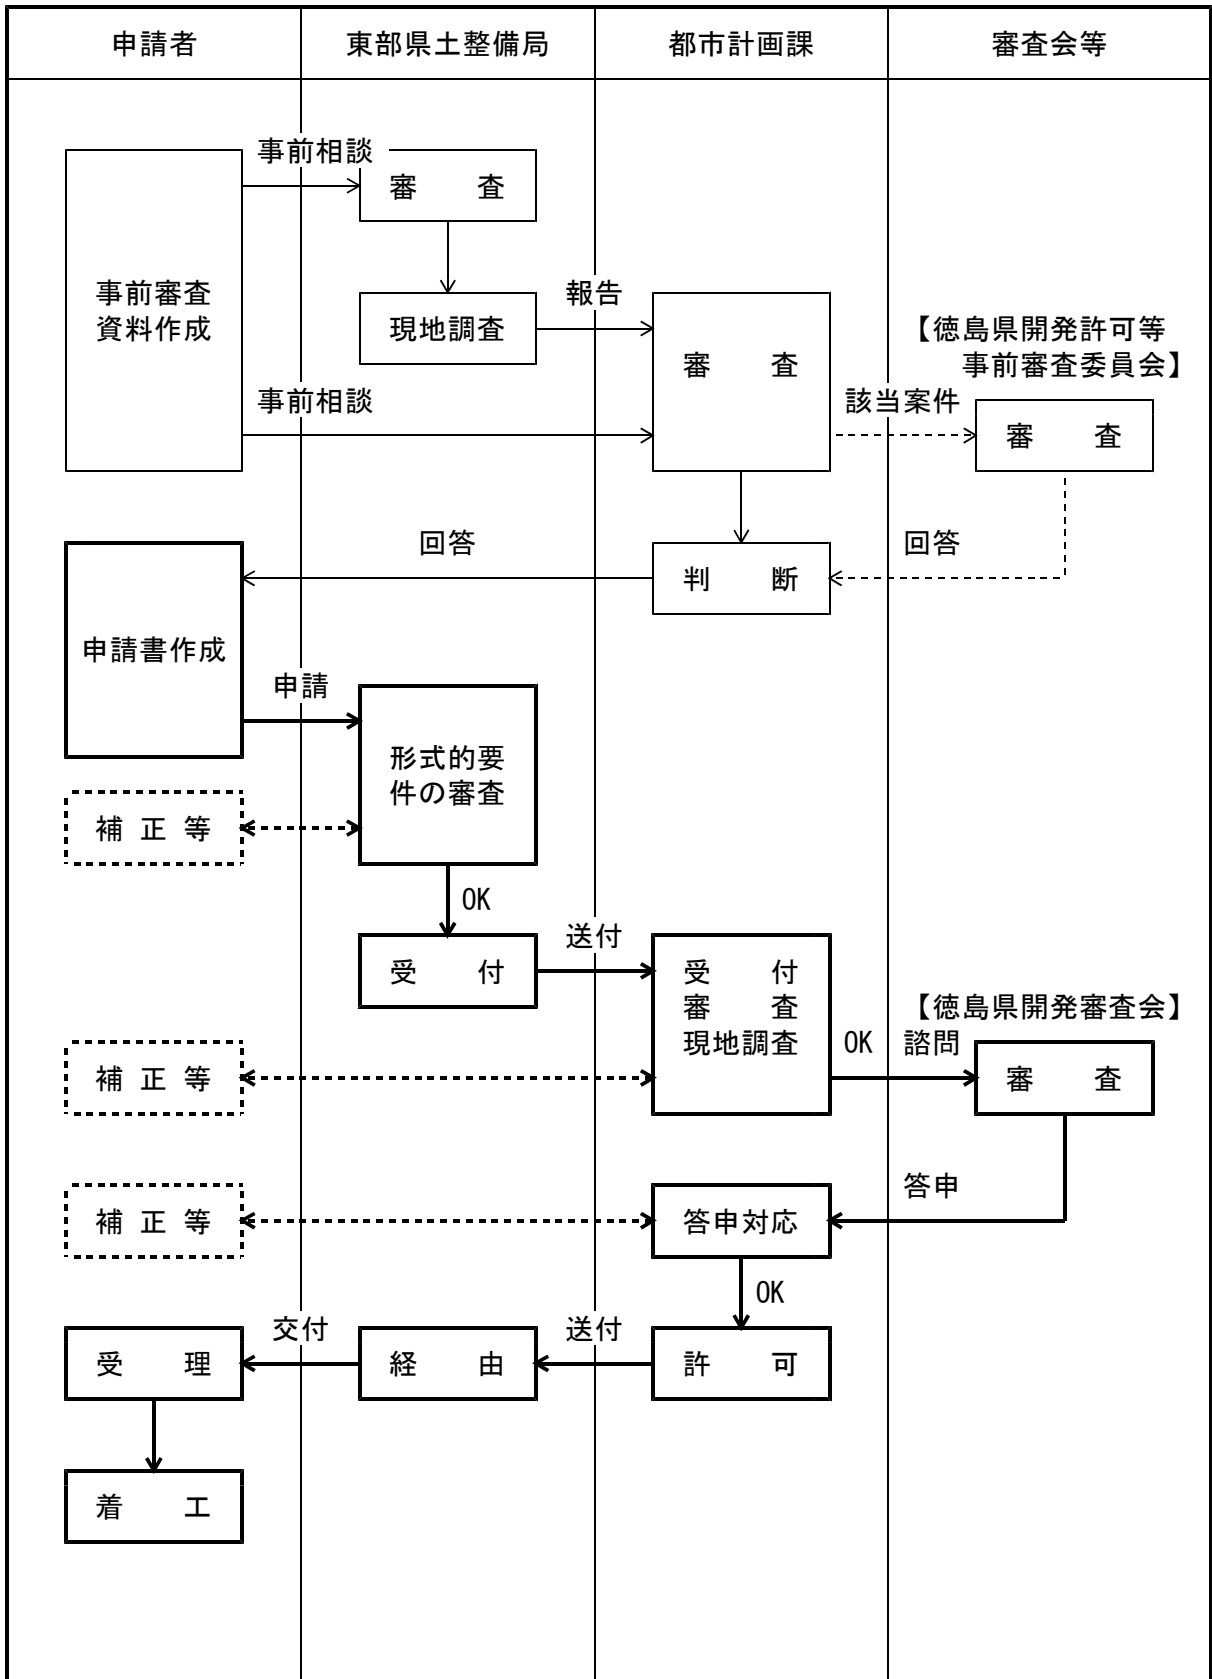 申請者
東部県土整備局
都市計画課
審査会等
事前相談
審 査
事前審査
資料作成
現地調査
報告
審 査
【徳島県開発許可等
事前審査委員会】
事前相談
該当案件
審 査
回答
回答
判 断
申請書作成
申請
形式的要
件の審査
補 正 等
OK
受 付
送付
受 付
審 査
現地調査
OK
【徳島県開発審査会】
諮問
審 査
補 正 等
答申
補 正 等
答申対応
OK
交付
送付
受 理
経 由
許 可
着 工